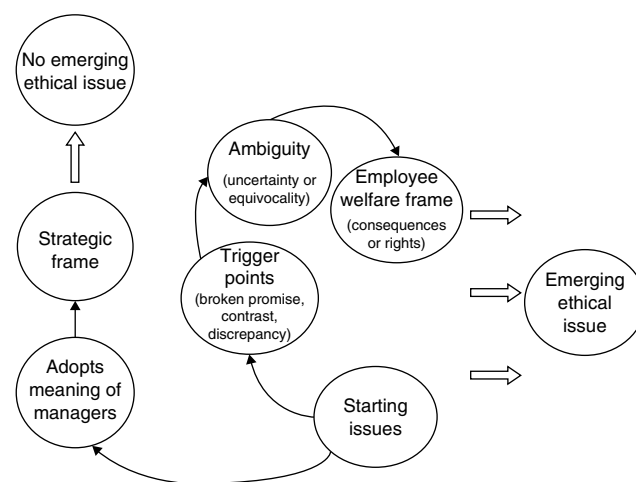 No emerging
ethical issue
Ambiguity
(uncertainty or
equivocality)
Employee
welfare frame
(consequences
or rights)
Strategic
frame
Trigger
points
(broken promise,
contrast,
discrepancy)
Emerging
ethical
issue
Adopts
meaning of
managers
Starting
issues